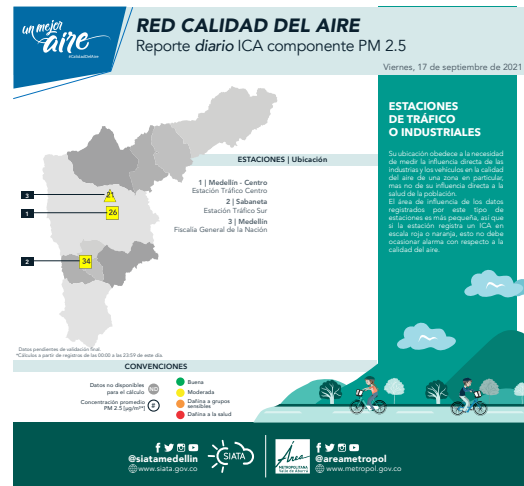 un mejor
aire
#CalidadDelAire
RED CALIDAD DEL AIRE
Reporte diario ICA componente PM 2.5
Viernes, 17 de septiembre de 2021
ESTACIONES | Ubicación
1 | Medellín - Centro
Estación Tráfico Centro
2 | Sabaneta
Estación Tráfico Sur
3 | Medellín
Fiscalia General de la Nación
3
21
1
26
2
34
ESTACIONES
DE TRÁFICO
O INDUSTRIALES
Su ubicación obedece a la necesidad
de medir la influencia directa de las
industrias y los vehículos en la calidad
del aire de una zona en particular,
mas no de su influencia directa a la
salud de la población.
El área de influencia de los datos
registrados por este tipo de
estaciones es más pequeña, así que
si la estación registra un ICA en
escala roja o naranja, esto no debe
ocasionar alarma con respecto a la
calidad del aire.
Datos pendientes de validación final.
*Cálculos a partir de registros de las 00:00 a las 23:59 de este día.
CONVENCIONES
Datos no disponibles
para el cálculo
ND
Concentración promedio
PM 2.5 [µg/m³*]
#
Buena
Moderada
Dañina a grupos
sensibles
Dañina a la salud
@siatamedellin
www.siata.gov.co
SIATA
Área
METROPOLITANA
Valle de Aburrá
@areametropol
www.metropol.gov.co